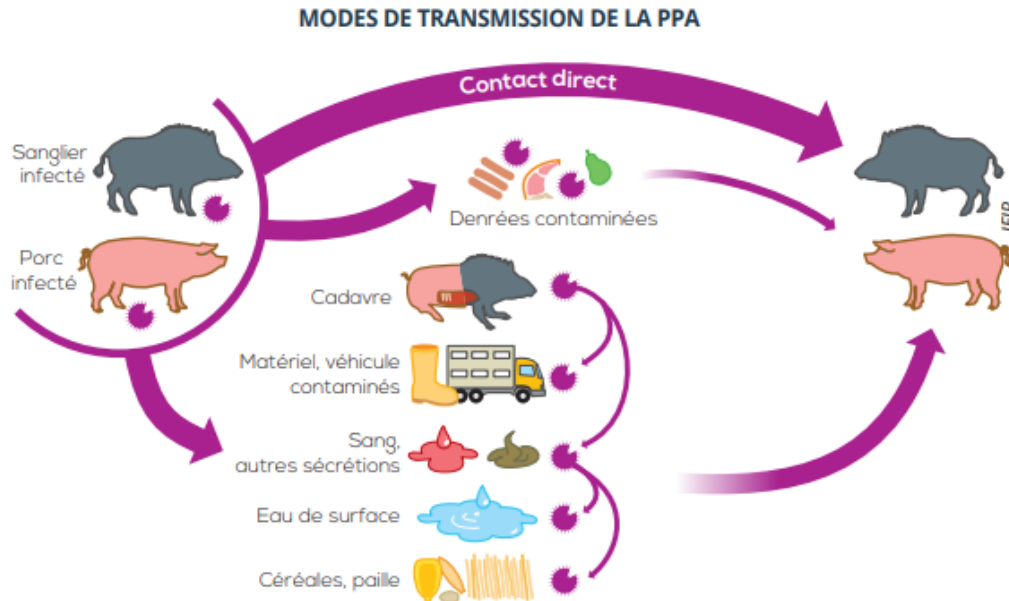 MODES DE TRANSMISSION DE LA PPA
Contact direct
Sanglier
infecté
Denrées contaminées
IFIP
Porc
infecté
Cadavre
Matériel, véhicule
contaminés
Sang,
autres sécrétions
Eau de surface
Céréales, paille